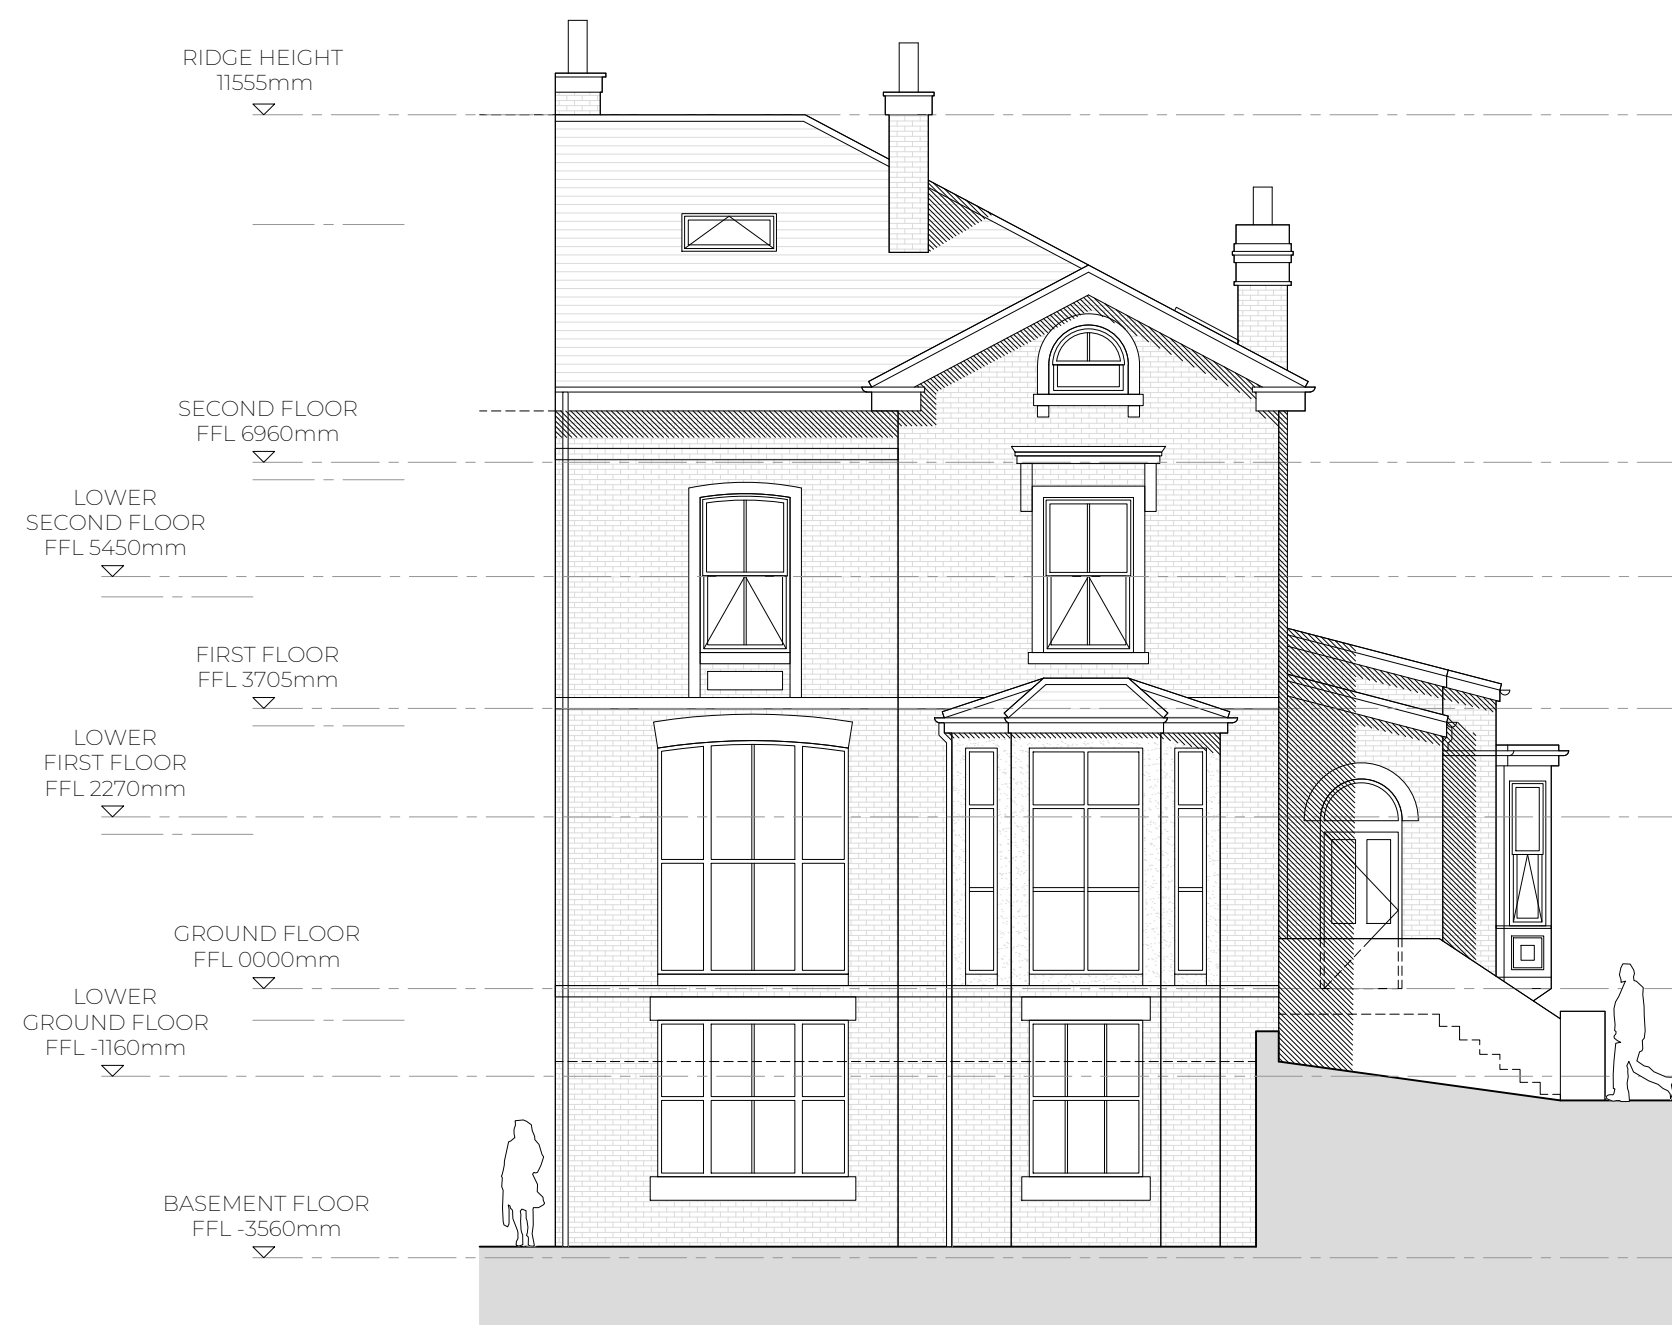 RIDGE HEIGHT
11555mm
SECOND FLOOR
FFL 6960mm
LOWER
SECOND FLOOR
FFL 5450mm
FIRST FLOOR
FFL 3705mm
LOWER
FIRST FLOOR
FFL 2270mm
GROUND FLOOR
FFL 0000mm
LOWER
GROUND FLOOR
FFL -1160mm
BASEMENT FLOOR
FFL -3560mm